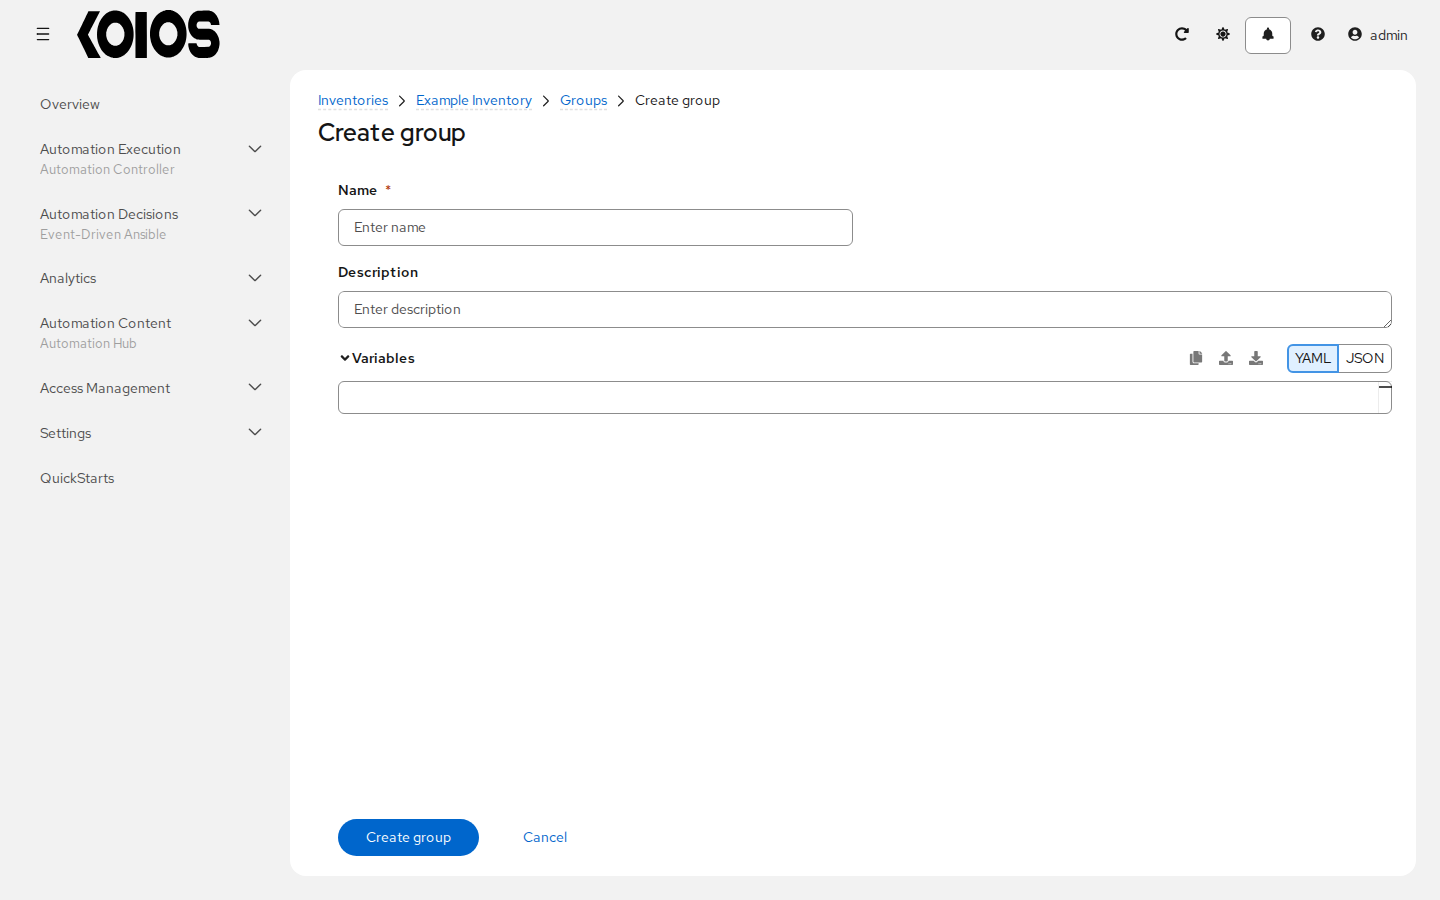 KOIOS
admin
Overview
Automation Execution
Automation Controller
Automation Decisions
Event-Driven Ansible
Analytics
Automation Content
Automation Hub
Access Management
Settings
QuickStarts
Inventories Example Inventory Groups Create group
Create group
Name *
Enter name
Description
Enter description
Variables
YAML JSON
Create group Cancel